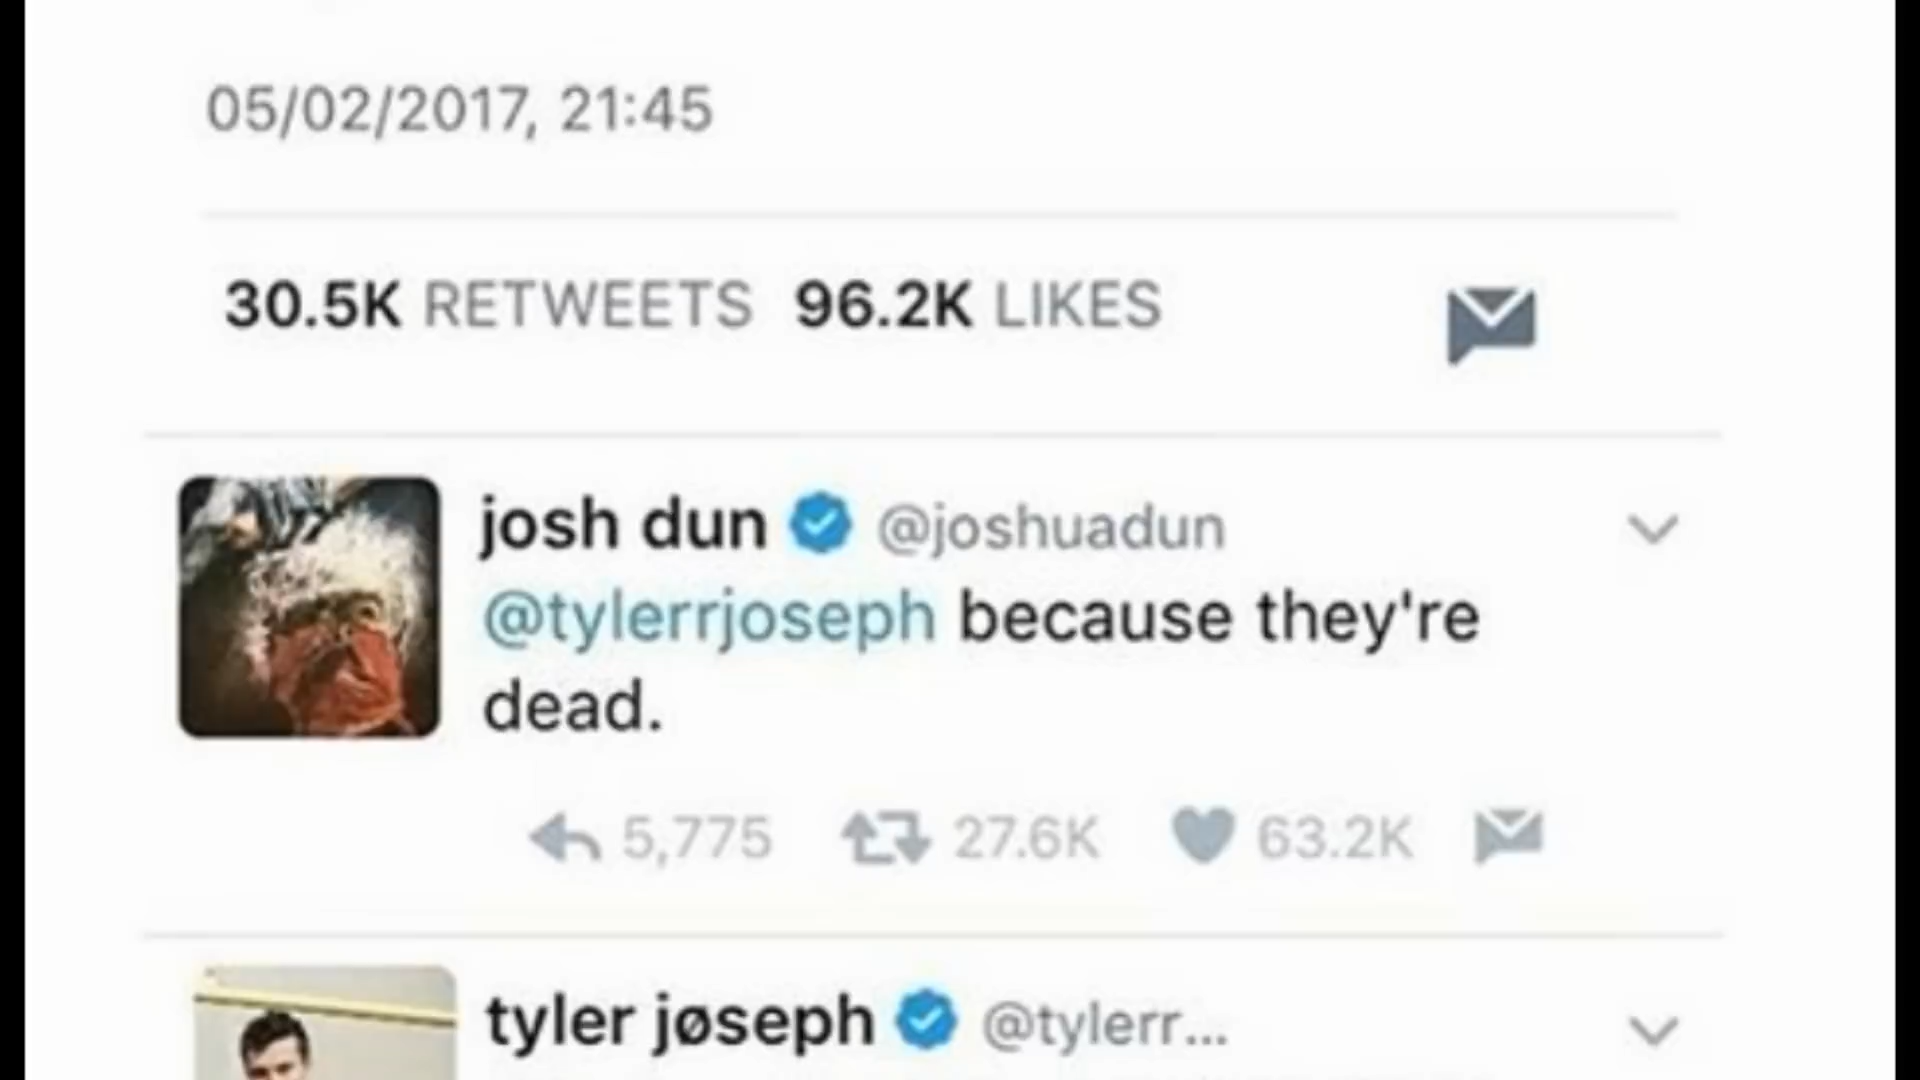 05/02/2017, 21:45
30.5K RETWEETS 96.2K LIKES
josh dun @joshuadun
@tylerrjoseph because they're
dead.
5,775 27.6K 63.2K
tyler jøseph @tylerr...